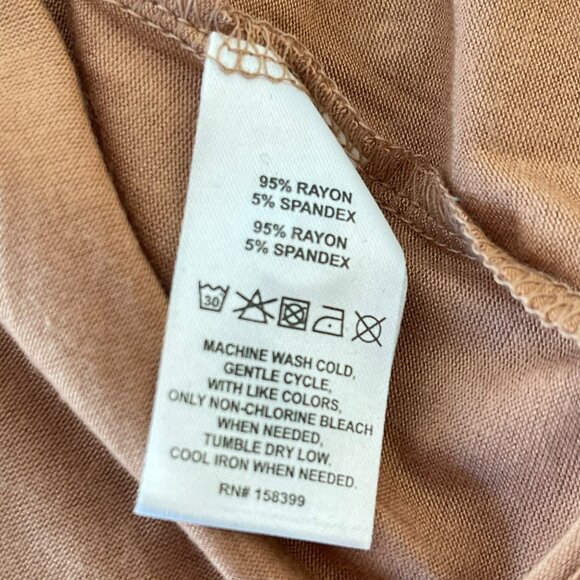 95% RAYON
5% SPANDEX
95% RAYON
5% SPANDEX
30
MACHINE WASH COLD,
GENTLE CYCLE,
WITH LIKE COLORS,
ONLY NON-CHLORINE BLEACH
WHEN NEEDED,
TUMBLE DRY LOW.
COOL IRON WHEN NEEDED.
RN# 158399